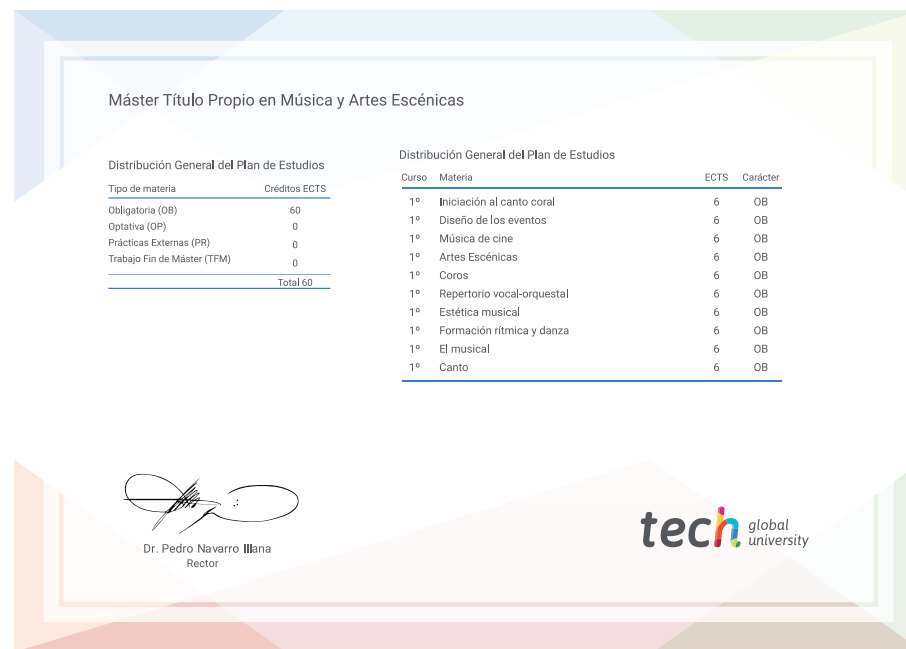 Máster Título Propio en Música y Artes Escénicas
Distribución General del Plan de Estudios
Tipo de materia Créditos ECTS
Obligatoria (OB) 60
Optativa (OP) 0
Prácticas Externas (PR) 0
Trabajo Fin de Máster (TFM) 0
Total 60
Distribución General del Plan de Estudios
Curso Materia ECTS Carácter
1º Iniciación al canto coral 6 OB
1º Diseño de los eventos 6 OB
1º Música de cine 6 OB
1º Artes Escénicas 6 OB
1º Coros 6 OB
1º Repertorio vocal-orquestal 6 OB
1º Estética musical 6 OB
1º Formación rítmica y danza 6 OB
1º El musical 6 OB
1º Canto 6 OB
Dr. Pedro Navarro Illana
Rector
tech global
university